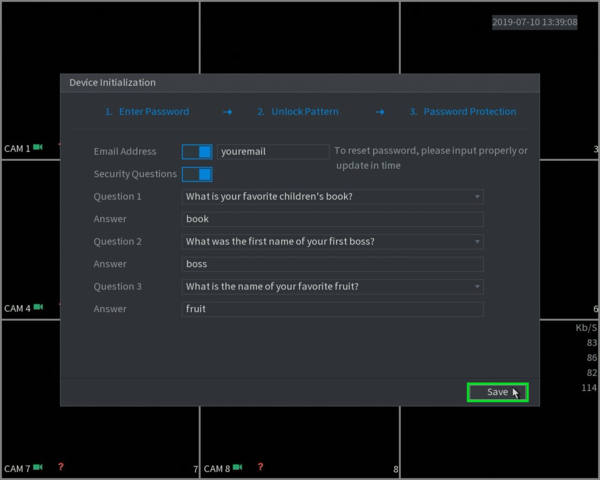 2019-07-10 13:39:08
Device Initialization
1. Enter Password → 2. Unlock Pattern → 3. Password Protection
Email Address youremail To reset password, please input properly or
update in time
Security Questions
Question 1 What is your favorite children's book?
Answer book
Question 2 What was the first name of your first boss?
Answer boss
Question 3 What is the name of your favorite fruit?
Answer fruit
Save
CAM 1 3
CAM 4 6
Kb/S
83
86
82
114
CAM 7 ? 7 CAM 8 ? 8